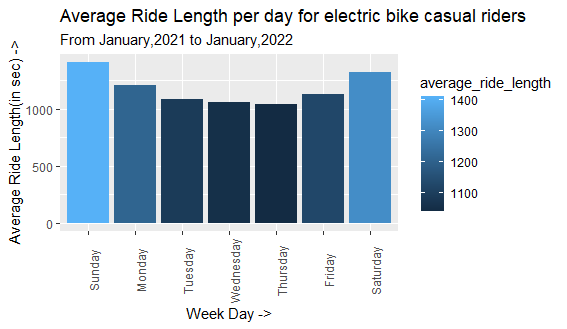 Average Ride Length per day for electric bike casual riders
From January,2021 to January,2022
Average Ride Length(in sec) ->
1000
500
0
Sunday
Monday
Tuesday
Wednesday
Thursday
Friday
Saturday
Week Day ->
average_ride_length
1400
1300
1200
1100